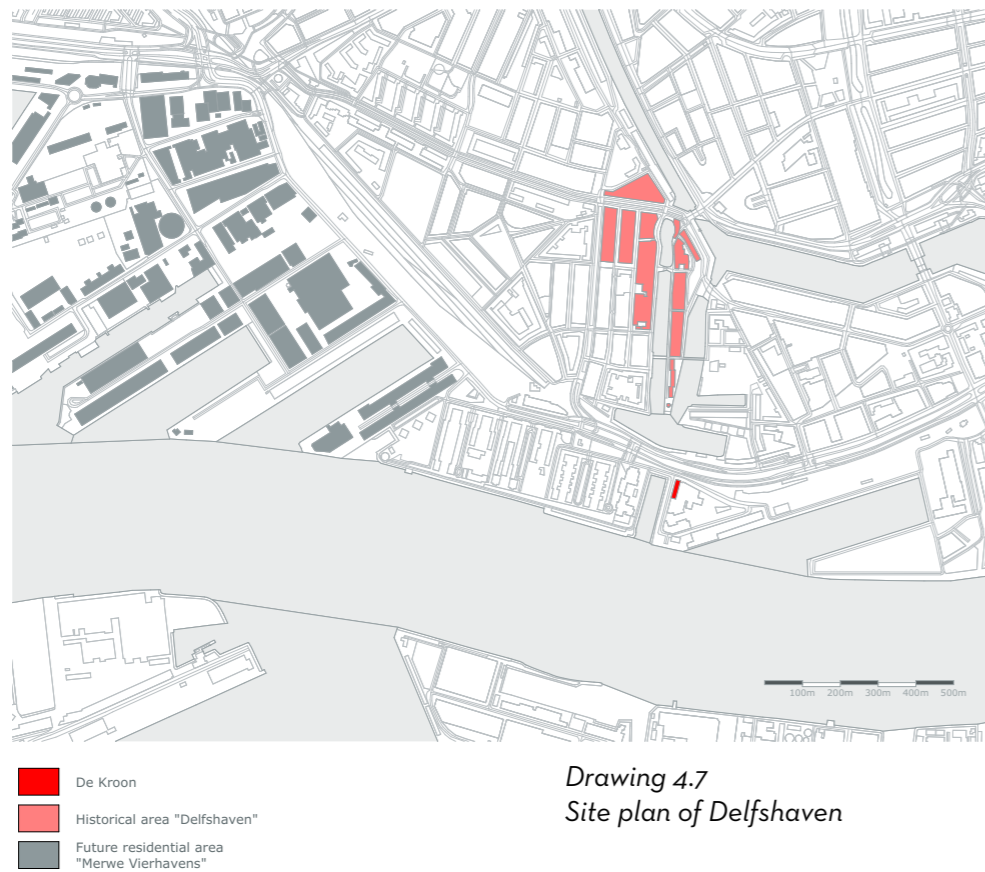 100m 200m 300m 400m 500m
De Kroon
Historical area "Delfshaven"
Future residential area
"Merwe Vierhavens"
Drawing 4.7
Site plan of Delfshaven